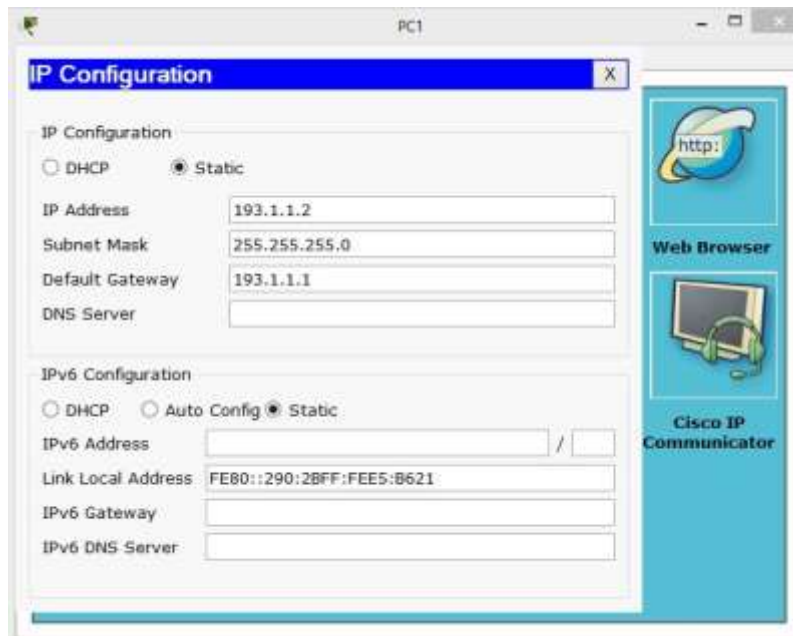 PC1
IP Configuration X
IP Configuration
DHCP Static
IP Address 193.1.1.2
Subnet Mask 255.255.255.0
Default Gateway 193.1.1.1
DNS Server
IPv6 Configuration
DHCP Auto Config Static
IPv6 Address /
Link Local Address FE80::290:2BFF:FEE5:B621
IPv6 Gateway
IPv6 DNS Server
http:
Web Browser
Cisco IP
Communicator